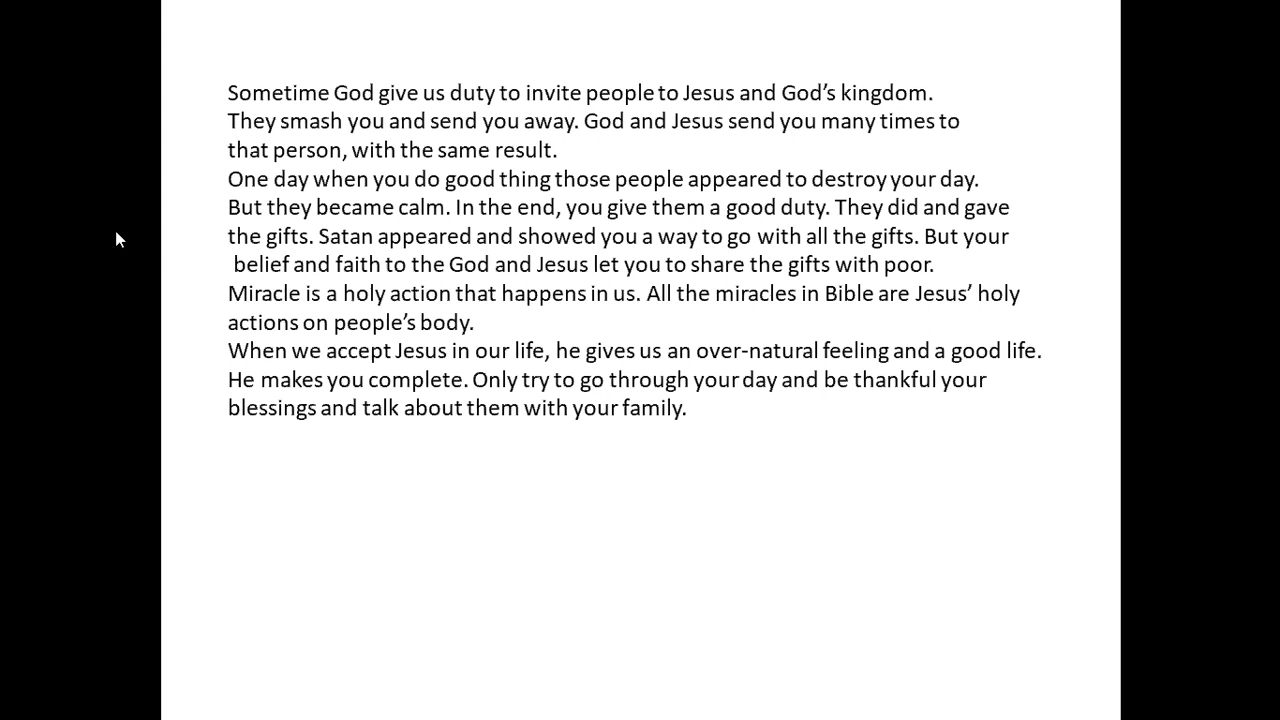 Sometime God give us duty to invite people to Jesus and God’s kingdom.
They smash you and send you away. God and Jesus send you many times to
that person, with the same result.
One day when you do good thing those people appeared to destroy your day.
But they became calm. In the end, you give them a good duty. They did and gave
the gifts. Satan appeared and showed you a way to go with all the gifts. But your
belief and faith to the God and Jesus let you to share the gifts with poor.
Miracle is a holy action that happens in us. All the miracles in Bible are Jesus’ holy
actions on people’s body.
When we accept Jesus in our life, he gives us an over-natural feeling and a good life.
He makes you complete. Only try to go through your day and be thankful your
blessings and talk about them with your family.